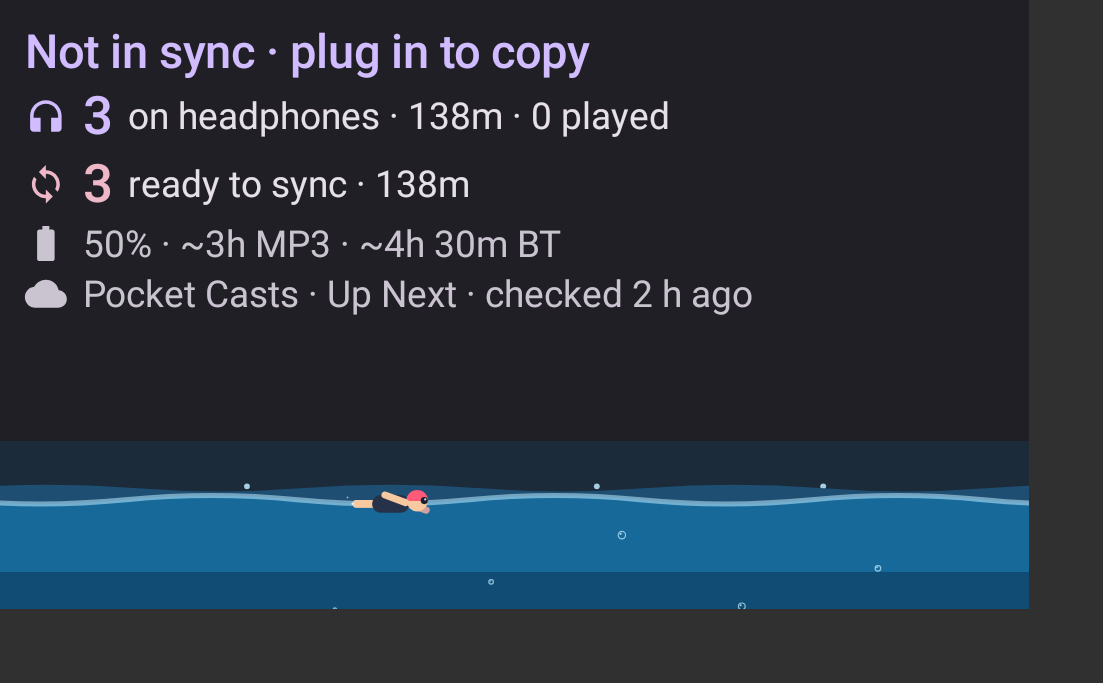 Not in sync · plug in to copy
3 on headphones · 138m · 0 played
3 ready to sync · 138m
50% · ~3h MP3 · ~4h 30m BT
Pocket Casts · Up Next · checked 2 h ago